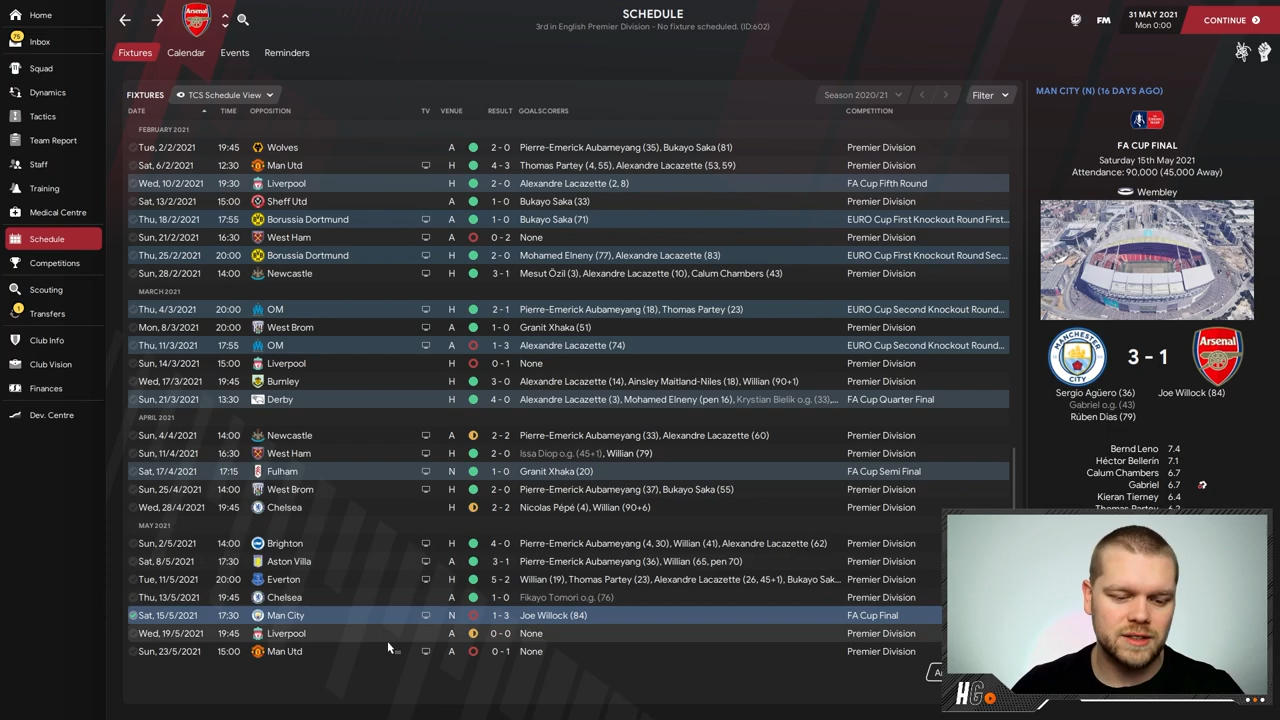 Home
SCHEDULE
3rd in English Premier Division - No fixture scheduled. (ID:602)
FM
31 MAY 2021
Mon 0:00
CONTINUE
75
Inbox
Fixtures Calendar Events Reminders
Squad
Dynamics
Tactics
Team Report
Staff
Training
Medical Centre
Schedule
Competitions
Scouting
1
Transfers
Club Info
Club Vision
Finances
Dev. Centre
FIXTURES TCS Schedule View Season 2020/21 Filter
DATE TIME OPPOSITION TV VENUE RESULT GOALSCORERS COMPETITION
FEBRUARY 2021
Tue, 2/2/2021 19:45 Wolves A 2 - 0 Pierre-Emerick Aubameyang (35), Bukayo Saka (81) Premier Division
Sat, 6/2/2021 12:30 Man Utd H 4 - 3 Thomas Partey (4, 55), Alexandre Lacazette (53, 59) Premier Division
Wed, 10/2/2021 19:30 Liverpool H 2 - 0 Alexandre Lacazette (2, 8) FA Cup Fifth Round
Sat, 13/2/2021 15:00 Sheff Utd A 1 - 0 Bukayo Saka (33) Premier Division
Thu, 18/2/2021 17:55 Borussia Dortmund A 1 - 0 Bukayo Saka (71) EURO Cup First Knockout Round First...
Sun, 21/2/2021 16:30 West Ham A 0 - 2 None Premier Division
Thu, 25/2/2021 20:00 Borussia Dortmund H 2 - 0 Mohamed Elneny (77), Alexandre Lacazette (83) EURO Cup First Knockout Round Sec...
Sun, 28/2/2021 14:00 Newcastle H 3 - 1 Mesut Özil (3), Alexandre Lacazette (10), Calum Chambers (43) Premier Division
MARCH 2021
Thu, 4/3/2021 20:00 OM H 2 - 1 Pierre-Emerick Aubameyang (18), Thomas Partey (23) EURO Cup Second Knockout Round...
Mon, 8/3/2021 20:00 West Brom A 1 - 0 Granit Xhaka (51) Premier Division
Thu, 11/3/2021 17:55 OM A 1 - 3 Alexandre Lacazette (74) EURO Cup Second Knockout Round...
Sun, 14/3/2021 15:00 Liverpool H 0 - 1 None Premier Division
Wed, 17/3/2021 19:45 Burnley H 3 - 0 Alexandre Lacazette (14), Ainsley Maitland-Niles (18), Willian (90+1) Premier Division
Sun, 21/3/2021 13:30 Derby H 4 - 0 Alexandre Lacazette (3), Mohamed Elneny (pen 16), Krystian Bielik o.g. (33),... FA Cup Quarter Final
APRIL 2021
Sun, 4/4/2021 14:00 Newcastle A 2 - 2 Pierre-Emerick Aubameyang (33), Alexandre Lacazette (60) Premier Division
Sun, 11/4/2021 16:30 West Ham H 2 - 0 Issa Diop o.g. (45+1), Willian (79) Premier Division
Sat, 17/4/2021 17:15 Fulham N 1 - 0 Granit Xhaka (20) FA Cup Semi Final
Sun, 25/4/2021 14:00 West Brom H 2 - 0 Pierre-Emerick Aubameyang (37), Bukayo Saka (55) Premier Division
Wed, 28/4/2021 19:45 Chelsea H 2 - 2 Nicolas Pépé (4), Willian (90+6) Premier Division
MAY 2021
Sun, 2/5/2021 14:00 Brighton H 4 - 0 Pierre-Emerick Aubameyang (4, 30), Willian (41), Alexandre Lacazette (62) Premier Division
Sat, 8/5/2021 17:30 Aston Villa A 3 - 1 Pierre-Emerick Aubameyang (36), Willian (65, pen 70) Premier Division
Tue, 11/5/2021 20:00 Everton H 5 - 2 Willian (19), Thomas Partey (23), Alexandre Lacazette (26, 45+1), Bukayo Sak... Premier Division
Thu, 13/5/2021 19:45 Chelsea A 1 - 0 Fikayo Tomori o.g. (76) Premier Division
Sat, 15/5/2021 17:30 Man City N 1 - 3 Joe Willock (84) FA Cup Final
Wed, 19/5/2021 19:45 Liverpool A 0 - 0 None Premier Division
Sun, 23/5/2021 15:00 Man Utd A 0 - 1 None Premier Division
MAN CITY (N) (16 DAYS AGO)
FA CUP FINAL
Saturday 15th May 2021
Attendance: 90,000 (45,000 Away)
Wembley
3 - 1
Sergio Agüero (36) Joe Willock (84)
Gabriel o.g. (43)
Rúben Dias (79)
Bernd Leno 7.4
Héctor Bellerín 7.1
Calum Chambers 6.7
Gabriel 6.7
Kieran Tierney 6.4
HG